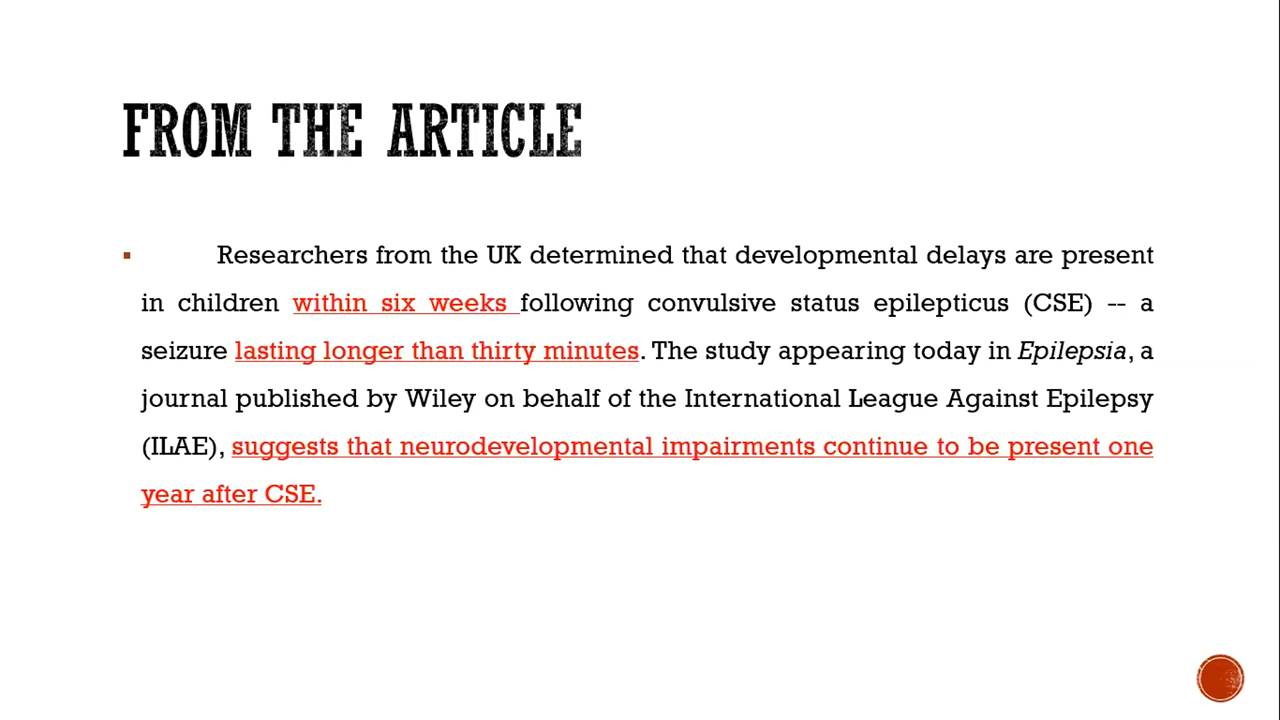 FROM THE ARTICLE
Researchers from the UK determined that developmental delays are present
in children within six weeks following convulsive status epilepticus (CSE) -- a
seizure lasting longer than thirty minutes. The study appearing today in Epilepsia, a
journal published by Wiley on behalf of the International League Against Epilepsy
(ILAE), suggests that neurodevelopmental impairments continue to be present one
year after CSE.